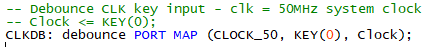 -- Debounce CLK key input - clk = 50MHz system clock
-- Clock <= KEY(0);
CLKDB: debounce PORT MAP (CLOCK_50, KEY(0), Clock);